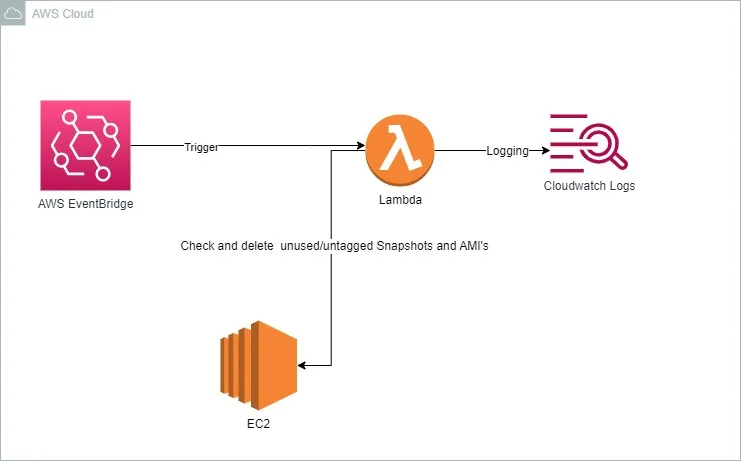 AWS Cloud
Trigger
Logging
AWS EventBridge
Lambda
Cloudwatch Logs
Check and delete unused/untagged Snapshots and AMI's
EC2